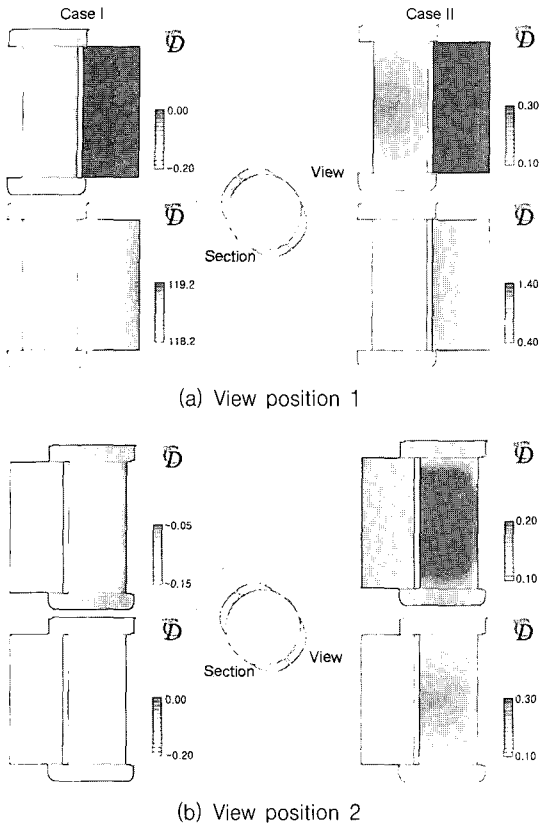 Case I
Case II
𝒟
0.00
-0.20
𝒟
0.30
0.10
View
Section
𝒟
119.2
118.2
𝒟
1.40
0.40
(a) View position 1
𝒟
-0.05
-0.15
𝒟
0.20
0.10
Section
View
𝒟
0.00
-0.20
𝒟
0.30
0.10
(b) View position 2